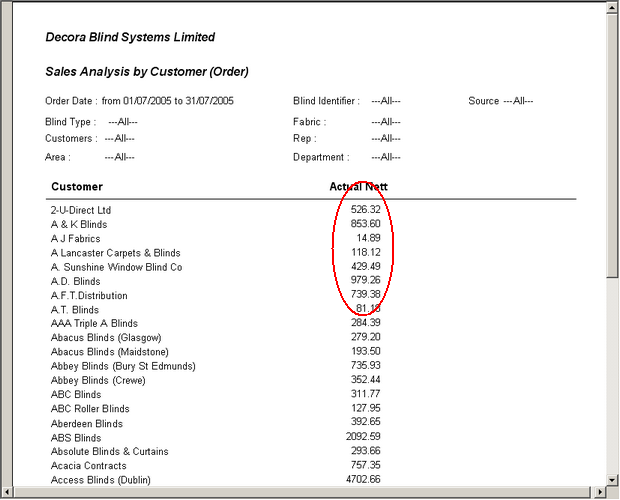 Decora Blind Systems Limited
Sales Analysis by Customer (Order)
Order Date : from 01/07/2005 to 31/07/2005 Blind Identifier : ---All--- Source ---All---
Blind Type : ---All--- Fabric : ---All---
Customers : ---All--- Rep : ---All---
Area : ---All--- Department : ---All---
Customer Actual Nett
2-U-Direct Ltd 526.32
A & K Blinds 853.60
A J Fabrics 14.89
A Lancaster Carpets & Blinds 118.12
A. Sunshine Window Blind Co 429.49
A.D. Blinds 979.26
A.F.T.Distribution 739.38
A.T. Blinds 81.18
AAA Triple A Blinds 284.39
Abacus Blinds (Glasgow) 279.20
Abacus Blinds (Maidstone) 193.50
Abbey Blinds (Bury St Edmunds) 735.93
Abbey Blinds (Crewe) 352.44
ABC Blinds 311.77
ABC Roller Blinds 127.95
Aberdeen Blinds 392.65
ABS Blinds 2092.59
Absolute Blinds & Curtains 293.66
Acacia Contracts 757.35
Access Blinds (Dublin) 4702.66